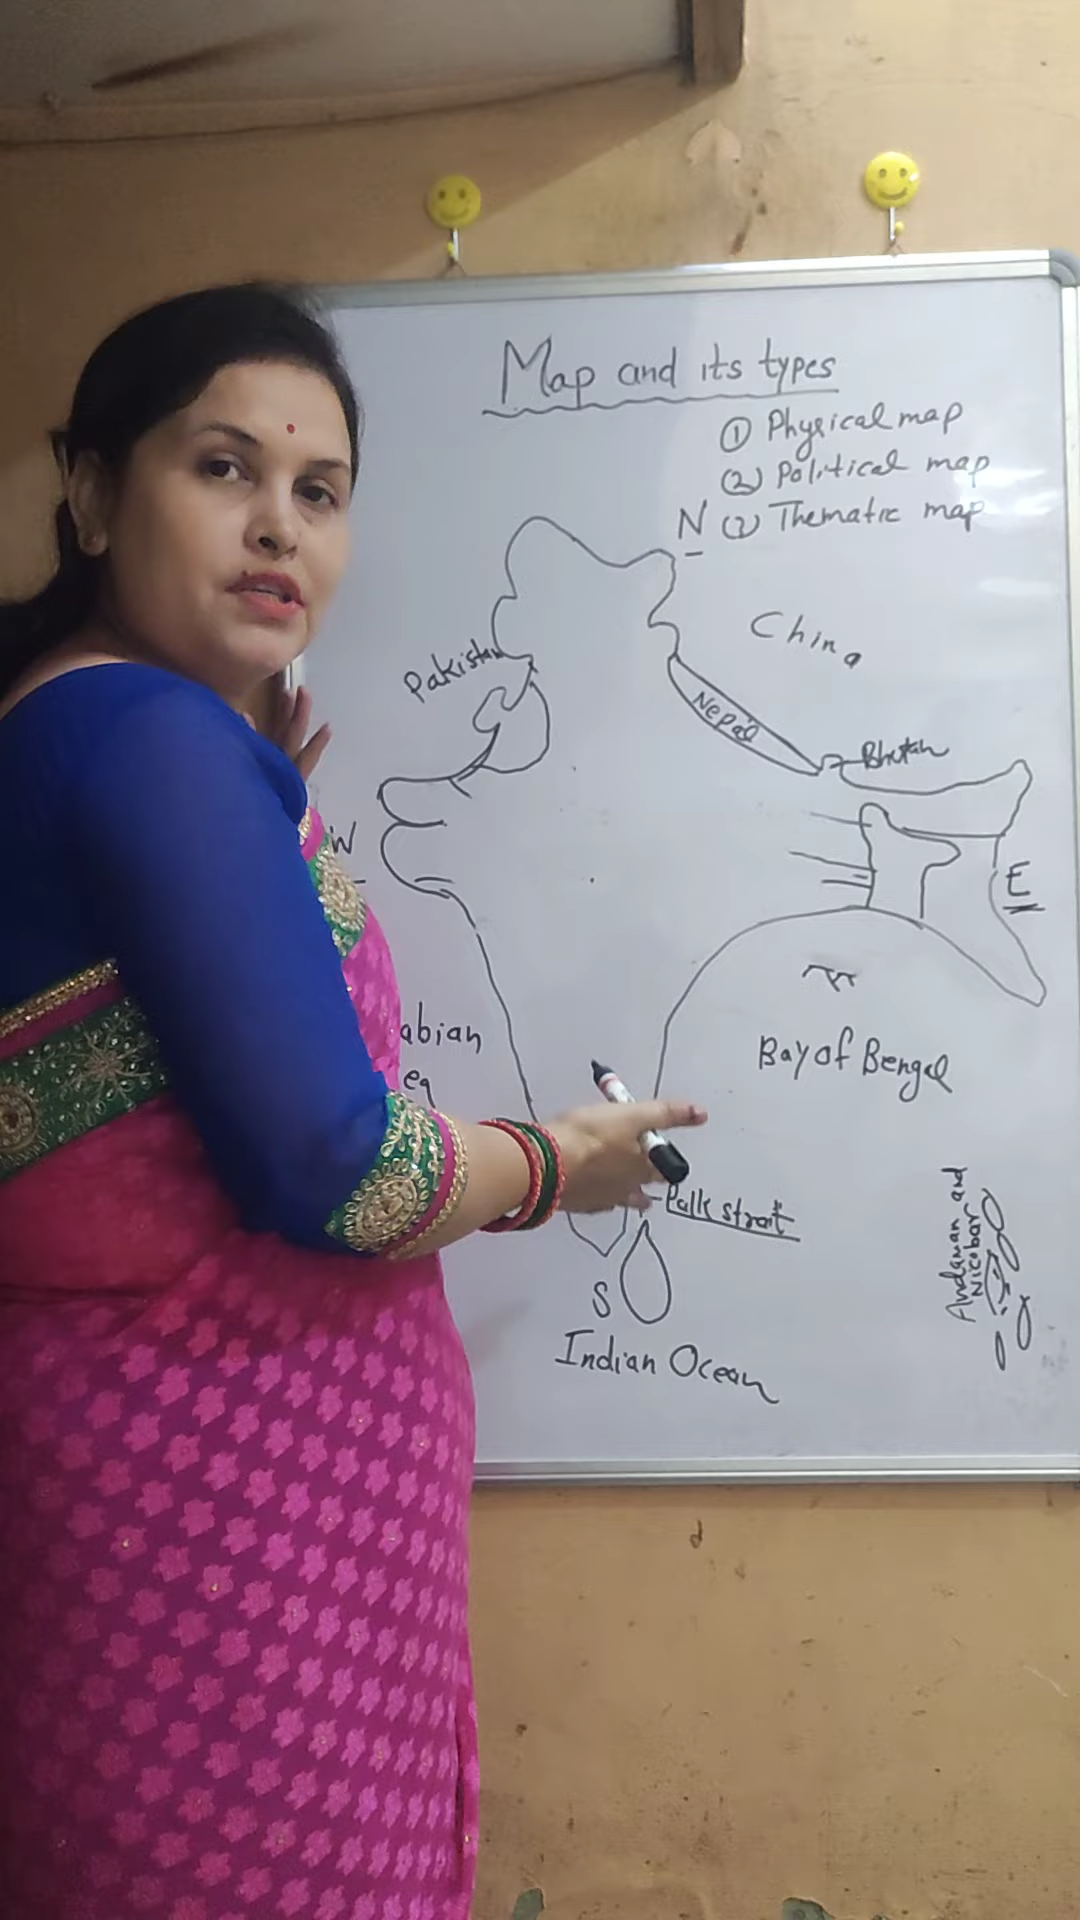 Map and its types
① Physical map
② Political map
N ③ Thematic map
China
Pakistan
Nepal
Bhutan
W
E
abian
ea
Bay of Bengal
Palk strait
Andaman and
Nicobar
S
Indian Ocean